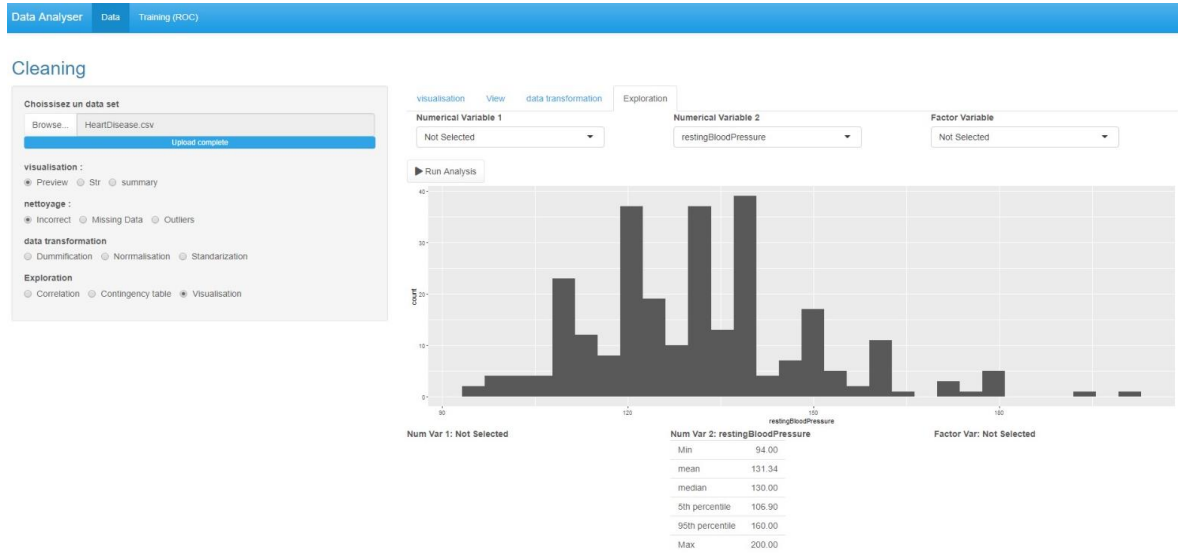 Data Analyser Data Training (ROC)
Cleaning
Choissisez un data set
Browse... HeartDisease.csv
Upload complete
visualisation :
Preview Str summary
nettoyage :
Incorrect Missing Data Outliers
data transformation
Dummification Norrmalisation Standarization
Exploration
Correlation Contingency table Visualisation
visualisation View data transformation Exploration
Numerical Variable 1 Numerical Variable 2 Factor Variable
Not Selected restingBloodPressure Not Selected
Run Analysis
40
30
20
10
0
count
90 120 150 180
restingBloodPressure
Num Var 1: Not Selected Num Var 2: restingBloodPressure Factor Var: Not Selected
Min 94.00
mean 131.34
median 130.00
5th percentile 106.90
95th percentile 160.00
Max 200.00